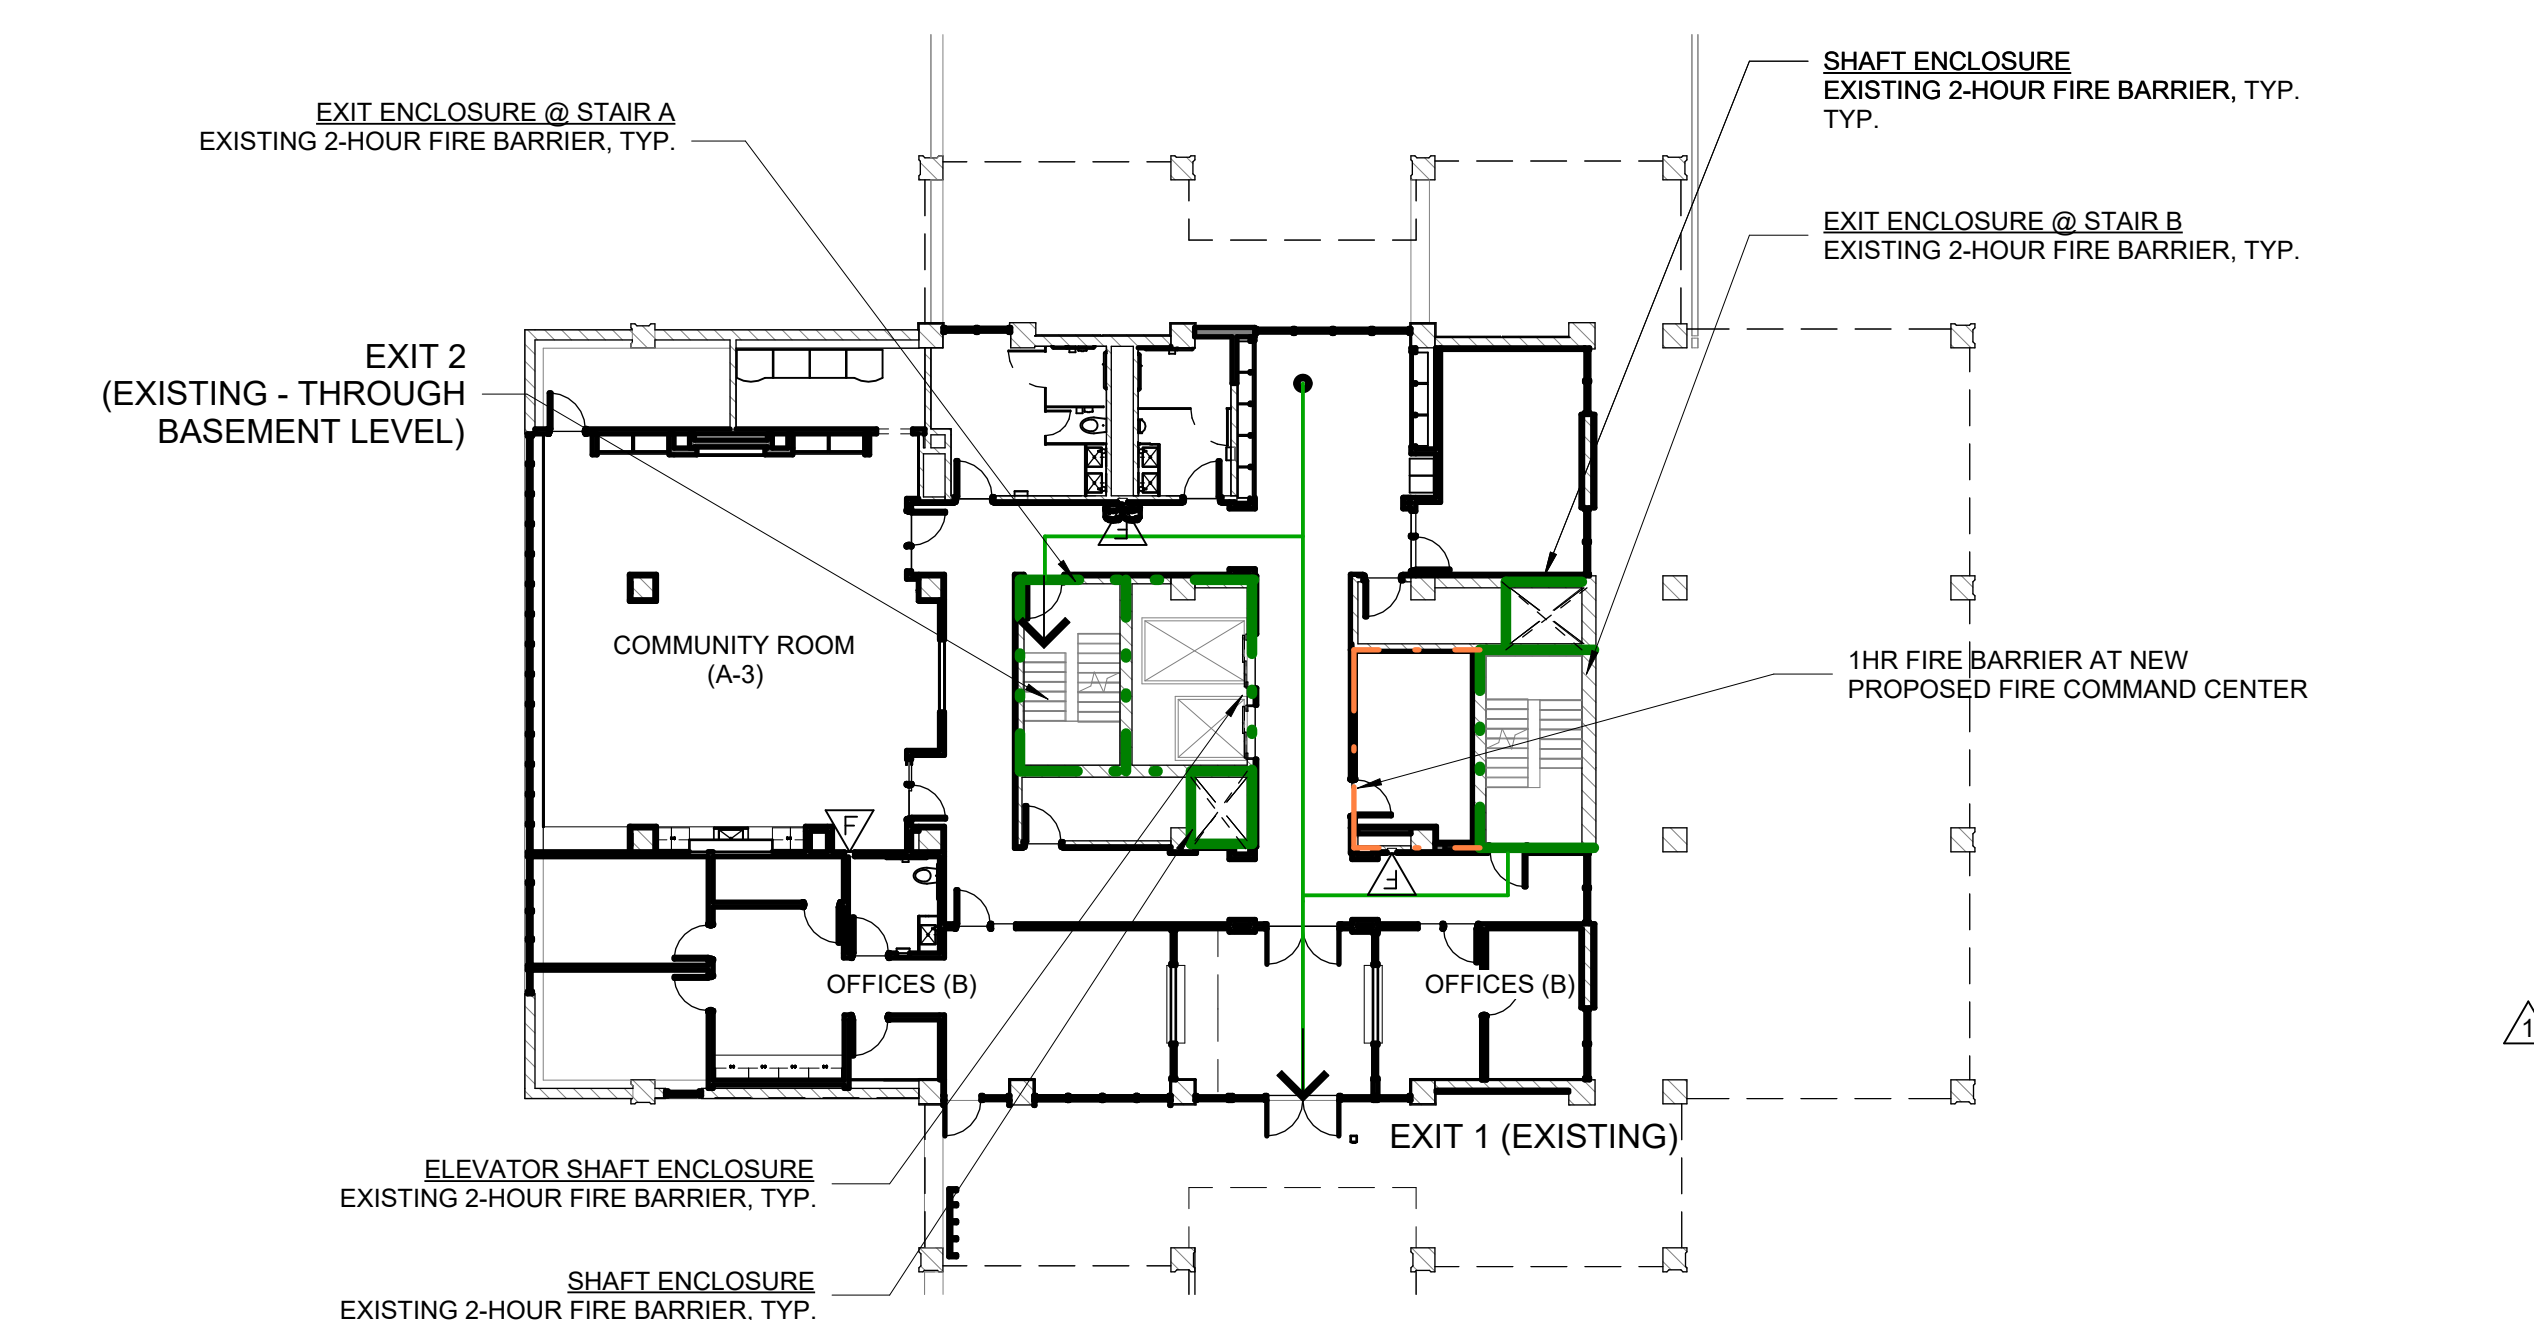 SHAFT ENCLOSURE
EXISTING 2-HOUR FIRE BARRIER, TYP.
TYP.
EXIT ENCLOSURE @ STAIR A
EXISTING 2-HOUR FIRE BARRIER, TYP.
EXIT ENCLOSURE @ STAIR B
EXISTING 2-HOUR FIRE BARRIER, TYP.
EXIT 2
(EXISTING - THROUGH
BASEMENT LEVEL)
F
COMMUNITY ROOM
(A-3)
1HR FIRE BARRIER AT NEW
PROPOSED FIRE COMMAND CENTER
F
F
OFFICES (B)
OFFICES (B)
1
EXIT 1 (EXISTING)
ELEVATOR SHAFT ENCLOSURE
EXISTING 2-HOUR FIRE BARRIER, TYP.
SHAFT ENCLOSURE
EXISTING 2-HOUR FIRE BARRIER, TYP.